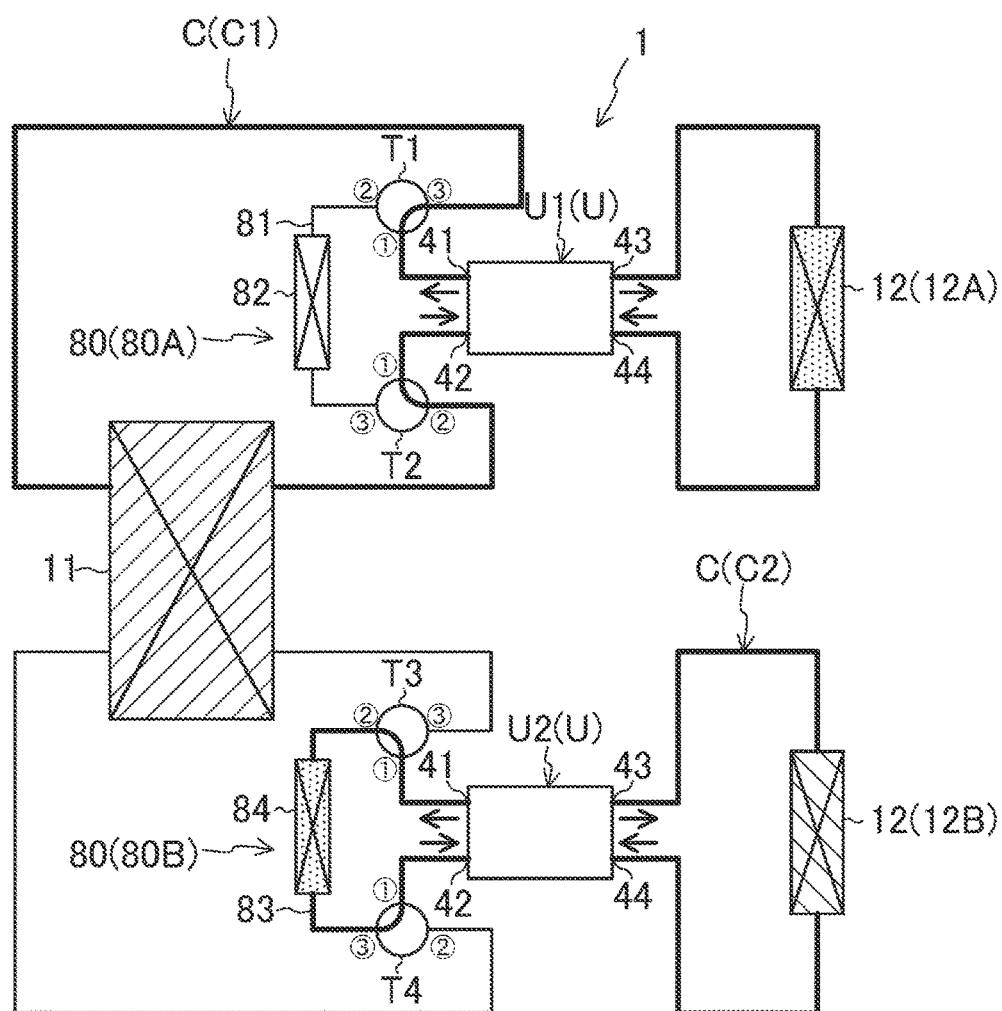 C(C1)
1
T1
② ③
81
U1(U)
①
41
43
82
12(12A)
80(80A)
①
42
44
③ ②
T2
11
C(C2)
T3
② ③
U2(U)
①
41
43
84
12(12B)
80(80B)
①
42
44
83
③ ②
T4